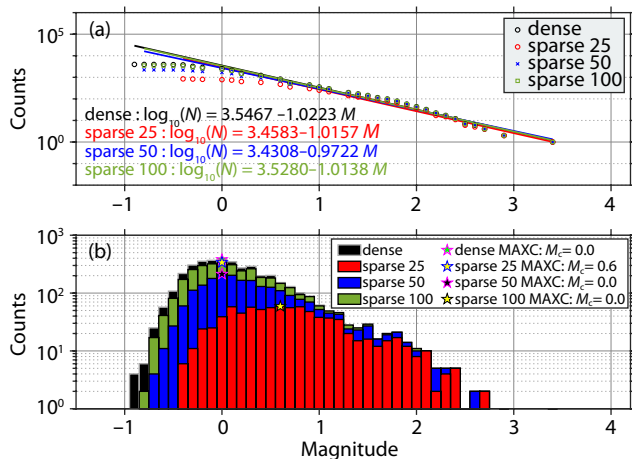 (a)
dense
sparse 25
sparse 50
sparse 100
Counts
10^5
10^0
dense : log10(N) = 3.5467 –1.0223 M
sparse 25 : log10(N) = 3.4583–1.0157 M
sparse 50 : log10(N) = 3.4308–0.9722 M
sparse 100 : log10(N) = 3.5280–1.0138 M
−1 0 1 2 3 4
(b)
dense
sparse 25
sparse 50
sparse 100
dense MAXC: Mc= 0.0
sparse 25 MAXC: Mc= 0.6
sparse 50 MAXC: Mc= 0.0
sparse 100 MAXC: Mc= 0.0
Counts
10^3
10^2
10^1
10^0
−1 0 1 2 3 4
Magnitude